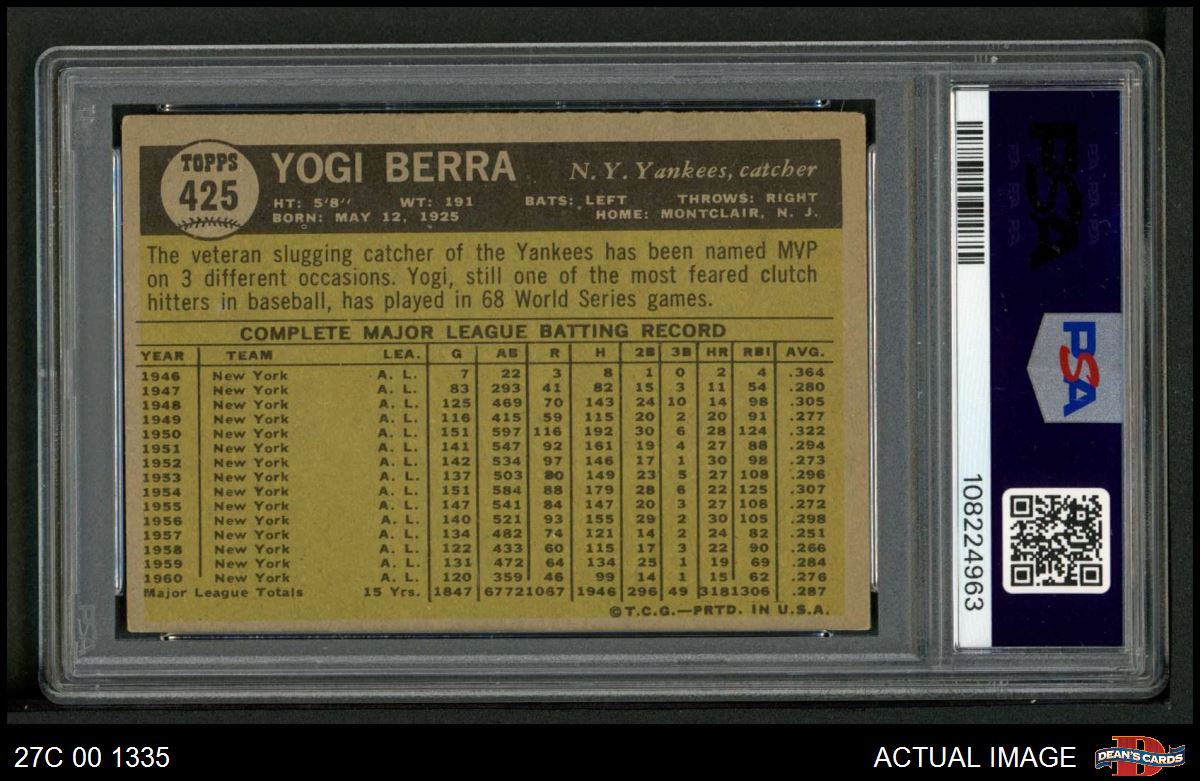 TOPPS
425
YOGI BERRA
N. Y. Yankees, catcher
HT: 5'8'' WT: 191 BATS: LEFT THROWS: RIGHT
BORN: MAY 12, 1925 HOME: MONTCLAIR, N. J.
The veteran slugging catcher of the Yankees has been named MVP
on 3 different occasions. Yogi, still one of the most feared clutch
hitters in baseball, has played in 68 World Series games.
COMPLETE MAJOR LEAGUE BATTING RECORD
YEAR TEAM LEA. G AB R H 2B 3B HR RBI AVG.
1946 New York A. L. 7 22 3 8 1 0 2 4 .364
1947 New York A. L. 83 293 41 82 15 3 11 54 .280
1948 New York A. L. 125 469 70 143 24 10 14 98 .305
1949 New York A. L. 116 415 59 115 20 2 20 91 .277
1950 New York A. L. 151 597 116 192 30 6 28 124 .322
1951 New York A. L. 141 547 92 161 19 4 27 88 .294
1952 New York A. L. 142 534 97 146 17 1 30 98 .273
1953 New York A. L. 137 503 80 149 23 5 27 108 .296
1954 New York A. L. 151 584 88 179 28 6 22 125 .307
1955 New York A. L. 147 541 84 147 20 3 27 108 .272
1956 New York A. L. 140 521 93 155 29 2 30 105 .298
1957 New York A. L. 134 482 74 121 14 2 24 82 .251
1958 New York A. L. 122 433 60 115 17 3 22 90 .266
1959 New York A. L. 131 472 64 134 25 1 19 69 .284
1960 New York A. L. 120 359 46 99 14 1 15 62 .276
Major League Totals 15 Yrs. 1847 6772 1067 1946 296 49 318 1306 .287
©T.C.G.—PRTD. IN U.S.A.
PSA
PSA
108224963
27C 00 1335
ACTUAL IMAGE
DEAN'S CARDS